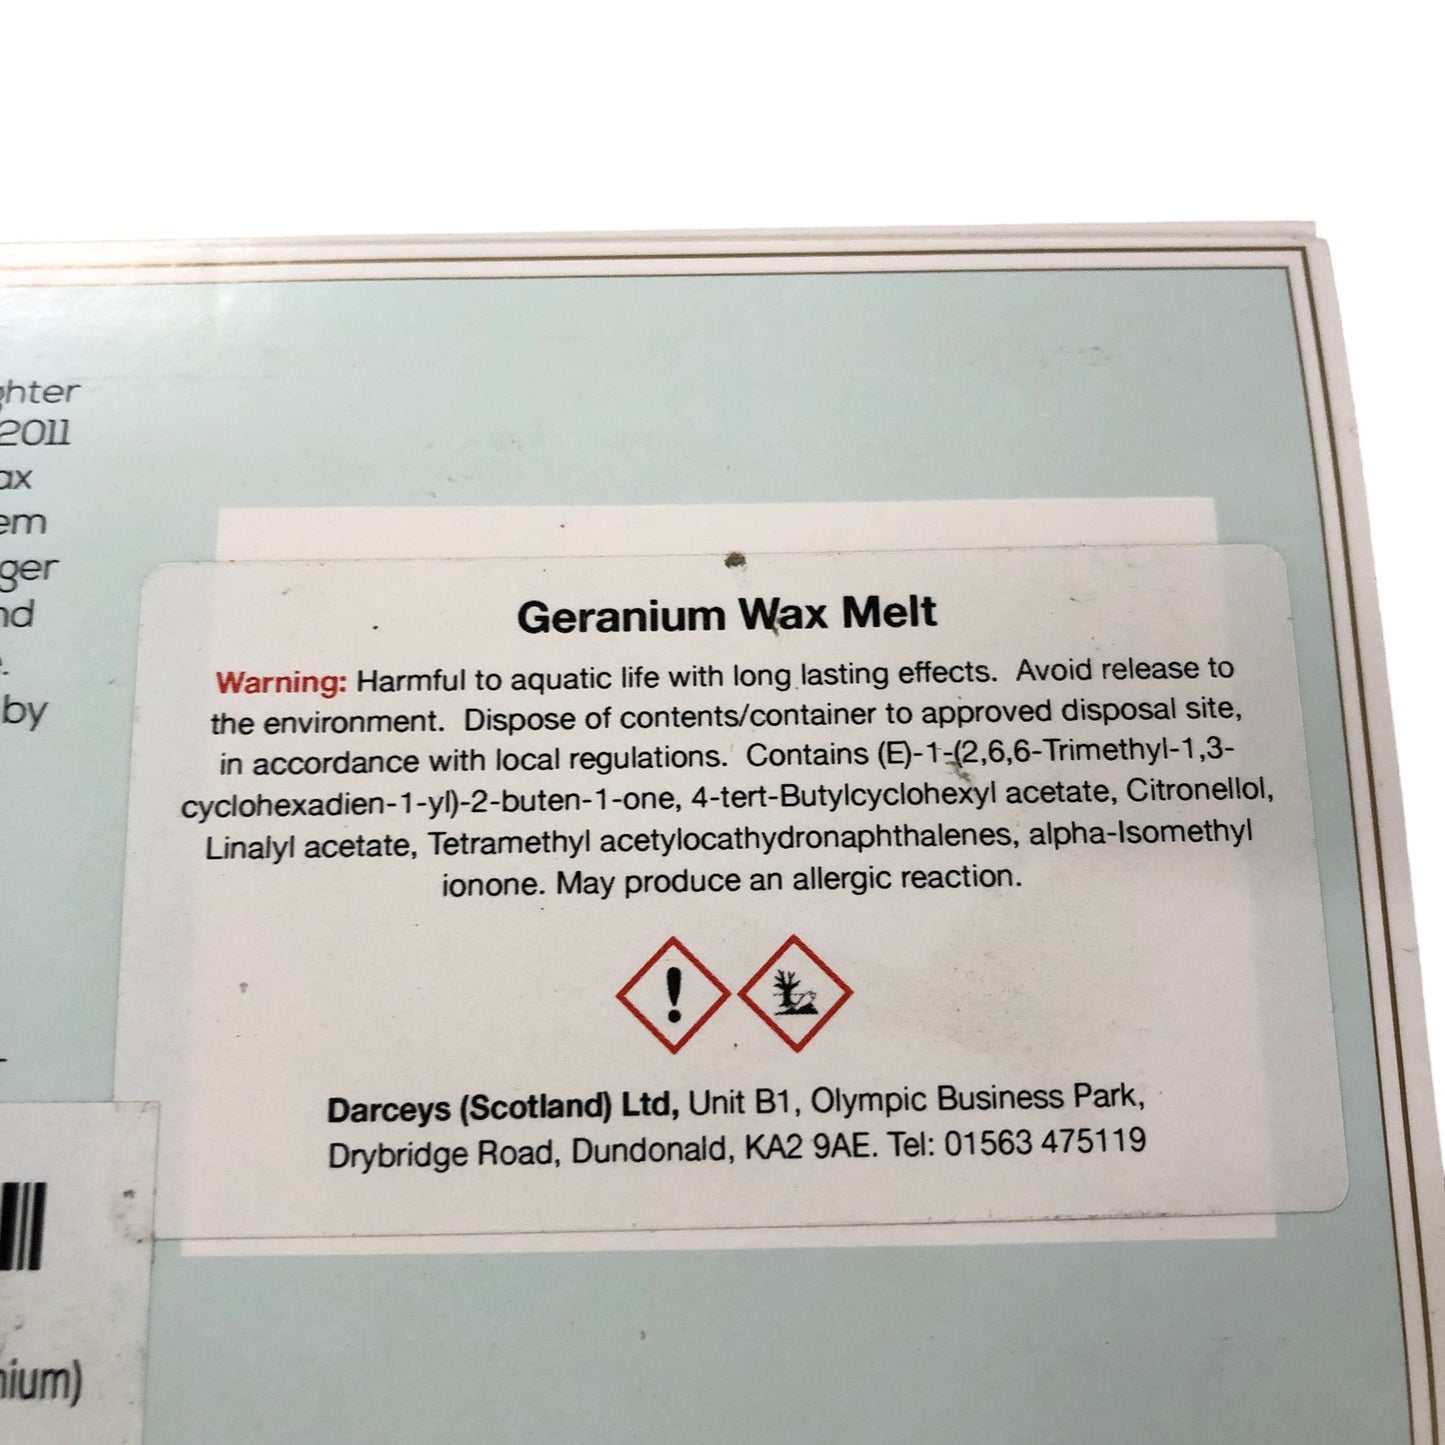 2011
by
Geranium Wax Melt
Warning: Harmful to aquatic life with long lasting effects. Avoid release to
the environment. Dispose of contents/container to approved disposal site,
in accordance with local regulations. Contains (E)-1-(2,6,6-Trimethyl-1,3-
cyclohexadien-1-yl)-2-buten-1-one, 4-tert-Butylcyclohexyl acetate, Citronellol,
Linalyl acetate, Tetramethyl acetylocathydronaphthalenes, alpha-Isomethyl
ionone. May produce an allergic reaction.
Darceys (Scotland) Ltd, Unit B1, Olympic Business Park,
Drybridge Road, Dundonald, KA2 9AE. Tel: 01563 475119